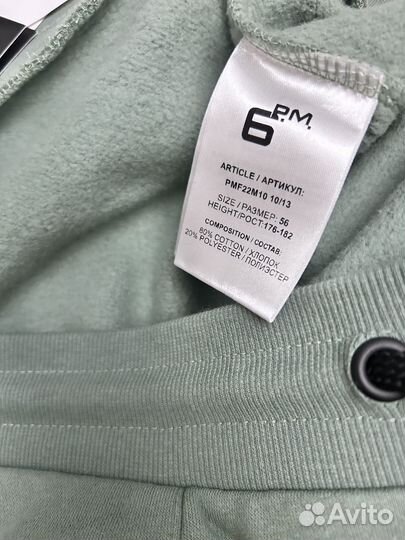 6 P.M.
ARTICLE / АРТИКУЛ:
PMF22M10 10/13
SIZE / РАЗМЕР: 56
HEIGHT/РОСТ:176-182
COMPOSITION / СОСТАВ:
80% COTTON / ХЛОПОК
20% POLYESTER / ПОЛИЭСТЕР
Avito